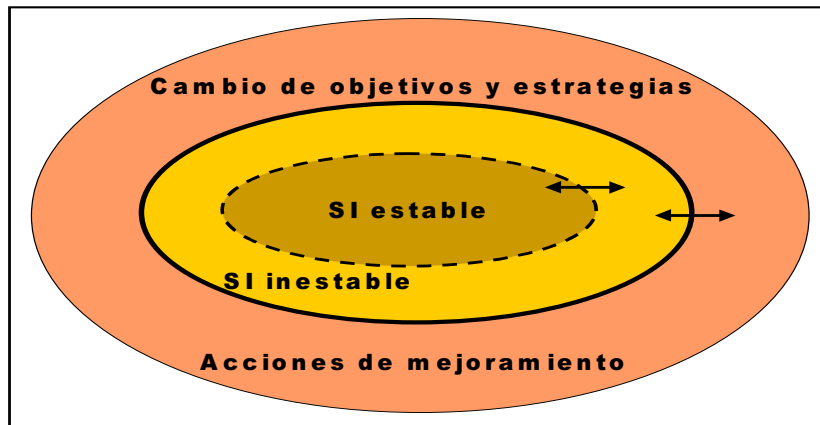 Cambio de objetivos y estrategias
SI estable
SI inestable
Acciones de mejoramiento